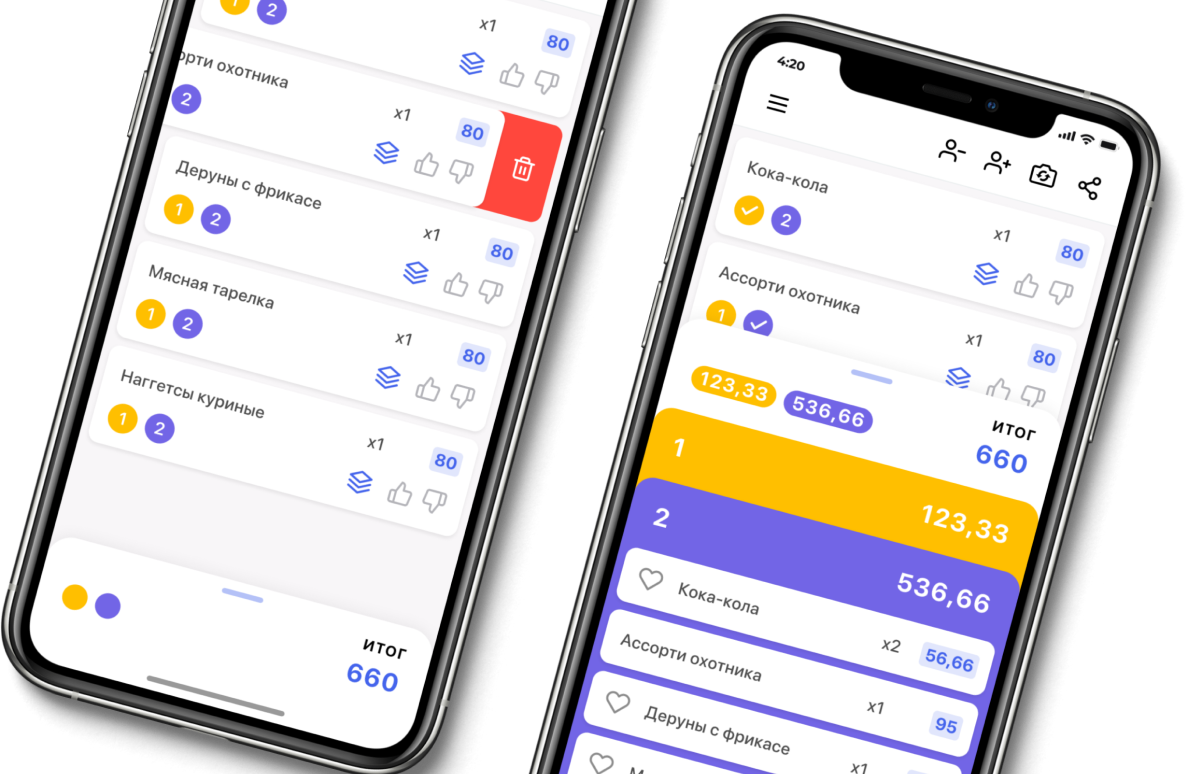 1 2
x1
80
орти охотника
2
x1
80
Деруны с фрикасе
1 2
x1
80
Мясная тарелка
1 2
x1
80
Наггетсы куриные
1 2
x1
80
ИТОГ
660
4:20
Кока-кола
2
x1
80
Ассорти охотника
1
x1
80
123,33 536,66
ИТОГ
660
1
123,33
2
536,66
Кока-кола
x2
56,66
Ассорти охотника
x1
95
Деруны с фрикасе
x1